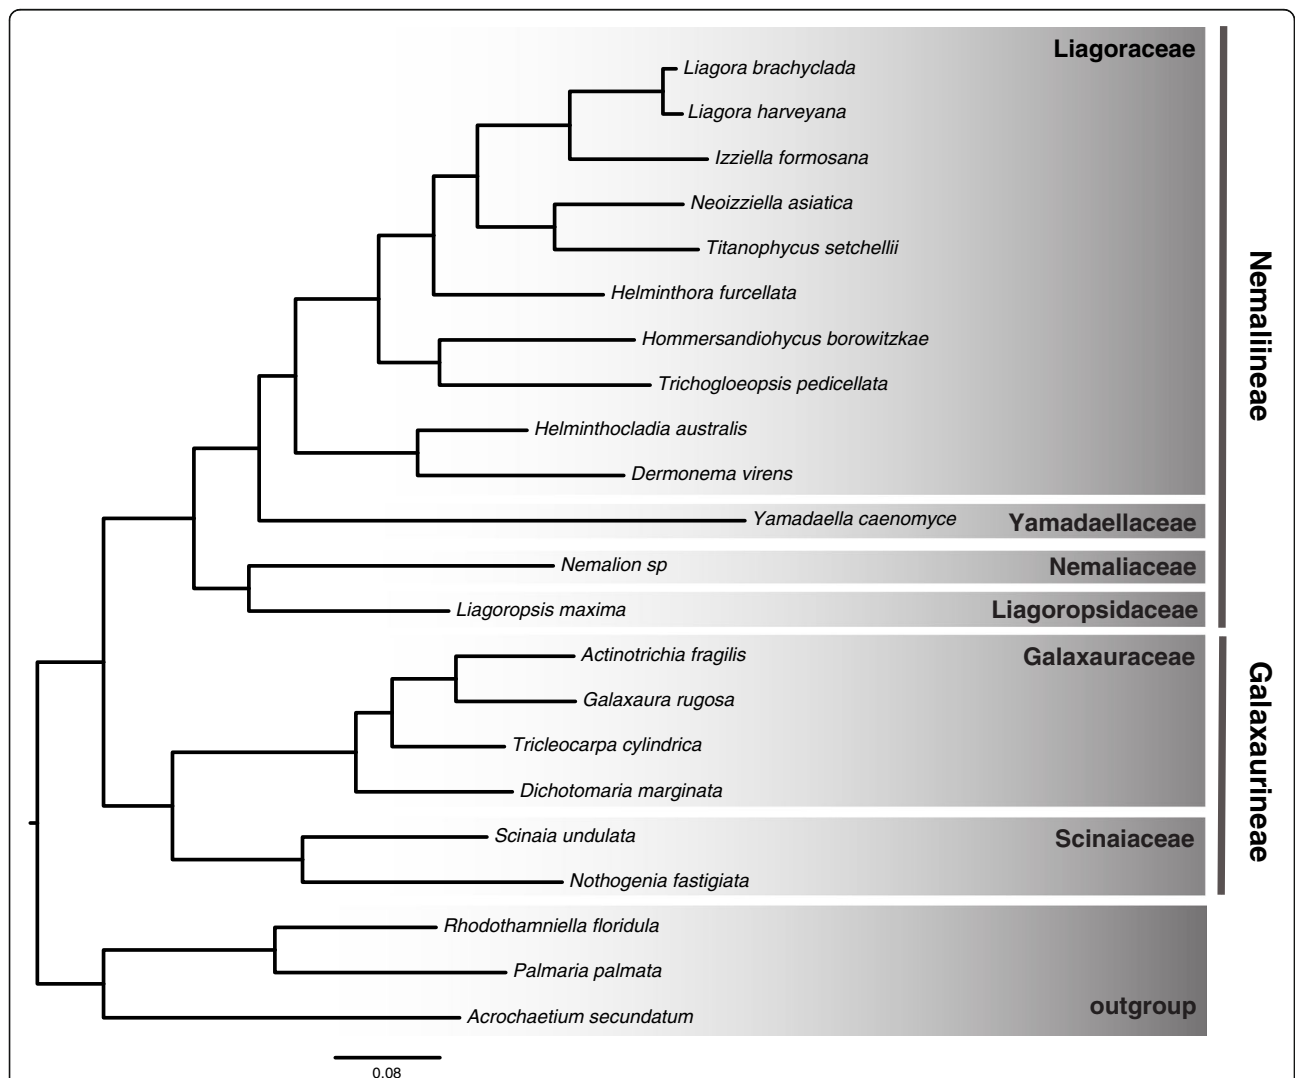 Liagoraceae
Liagora brachyclada
Liagora harveyana
Izziella formosana
Neoizziella asiatica
Titanophycus setchellii
Helminthora furcellata
Hommersandiohycus borowitzkae
Trichogloeopsis pedicellata
Helminthocladia australis
Dermonema virens
Yamadaella caenomyce
Yamadaellaceae
Nemalion sp
Nemaliaceae
Liagoropsis maxima
Liagoropsidaceae
Nemaliineae
Actinotrichia fragilis
Galaxauraceae
Galaxaura rugosa
Tricleocarpa cylindrica
Dichotomaria marginata
Scinaia undulata
Scinaiaceae
Nothogenia fastigiata
Galaxaurineae
Rhodothamniella floridula
Palmaria palmata
outgroup
Acrochaetium secundatum
0.08